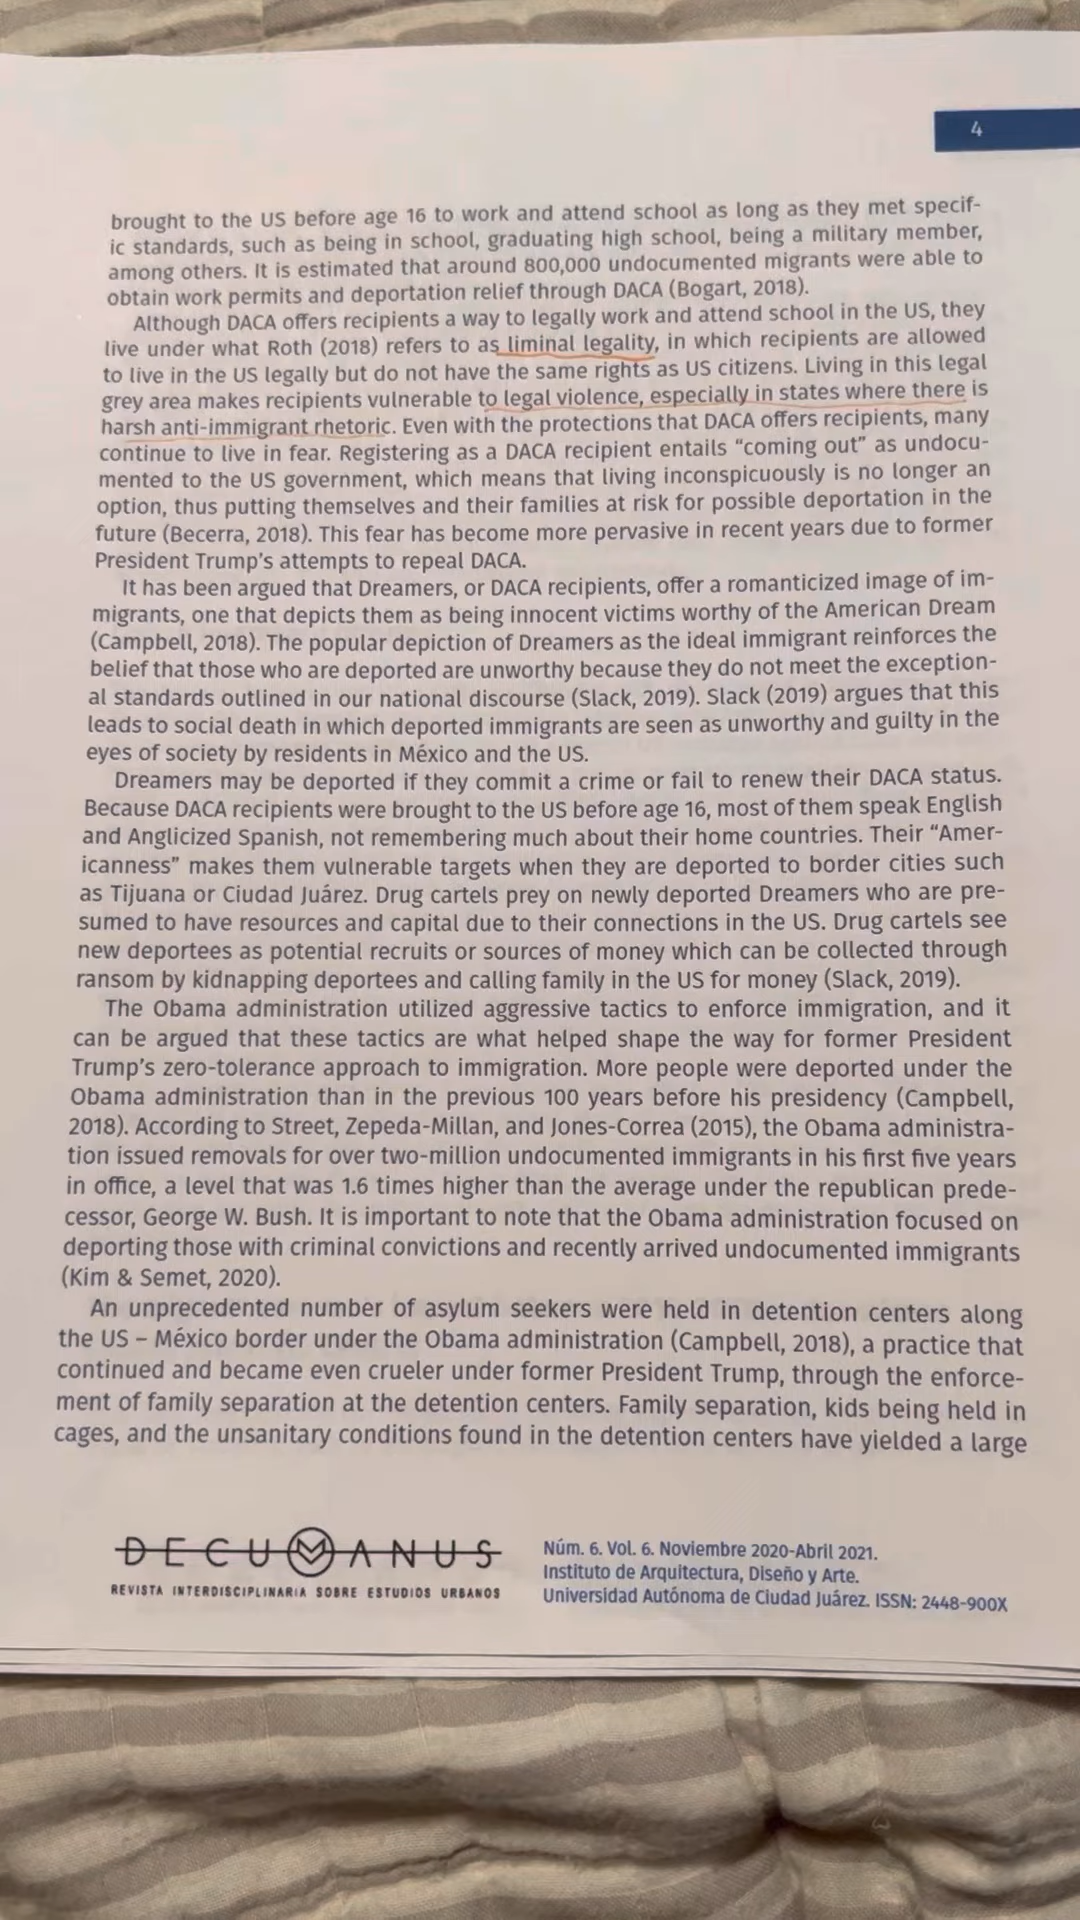 4
brought to the US before age 16 to work and attend school as long as they met specif-
ic standards, such as being in school, graduating high school, being a military member,
among others. It is estimated that around 800,000 undocumented migrants were able to
obtain work permits and deportation relief through DACA (Bogart, 2018).
Although DACA offers recipients a way to legally work and attend school in the US, they
live under what Roth (2018) refers to as liminal legality, in which recipients are allowed
to live in the US legally but do not have the same rights as US citizens. Living in this legal
grey area makes recipients vulnerable to legal violence, especially in states where there is
harsh anti-immigrant rhetoric. Even with the protections that DACA offers recipients, many
continue to live in fear. Registering as a DACA recipient entails “coming out” as undocu-
mented to the US government, which means that living inconspicuously is no longer an
option, thus putting themselves and their families at risk for possible deportation in the
future (Becerra, 2018). This fear has become more pervasive in recent years due to former
President Trump’s attempts to repeal DACA.
It has been argued that Dreamers, or DACA recipients, offer a romanticized image of im-
migrants, one that depicts them as being innocent victims worthy of the American Dream
(Campbell, 2018). The popular depiction of Dreamers as the ideal immigrant reinforces the
belief that those who are deported are unworthy because they do not meet the exception-
al standards outlined in our national discourse (Slack, 2019). Slack (2019) argues that this
leads to social death in which deported immigrants are seen as unworthy and guilty in the
eyes of society by residents in México and the US.
Dreamers may be deported if they commit a crime or fail to renew their DACA status.
Because DACA recipients were brought to the US before age 16, most of them speak English
and Anglicized Spanish, not remembering much about their home countries. Their “Amer-
icanness” makes them vulnerable targets when they are deported to border cities such
as Tijuana or Ciudad Juárez. Drug cartels prey on newly deported Dreamers who are pre-
sumed to have resources and capital due to their connections in the US. Drug cartels see
new deportees as potential recruits or sources of money which can be collected through
ransom by kidnapping deportees and calling family in the US for money (Slack, 2019).
The Obama administration utilized aggressive tactics to enforce immigration, and it
can be argued that these tactics are what helped shape the way for former President
Trump’s zero-tolerance approach to immigration. More people were deported under the
Obama administration than in the previous 100 years before his presidency (Campbell,
2018). According to Street, Zepeda-Millan, and Jones-Correa (2015), the Obama administra-
tion issued removals for over two-million undocumented immigrants in his first five years
in office, a level that was 1.6 times higher than the average under the republican prede-
cessor, George W. Bush. It is important to note that the Obama administration focused on
deporting those with criminal convictions and recently arrived undocumented immigrants
(Kim & Semet, 2020).
An unprecedented number of asylum seekers were held in detention centers along
the US – México border under the Obama administration (Campbell, 2018), a practice that
continued and became even crueler under former President Trump, through the enforce-
ment of family separation at the detention centers. Family separation, kids being held in
cages, and the unsanitary conditions found in the detention centers have yielded a large
DECUMANUS
REVISTA INTERDISCIPLINARIA SOBRE ESTUDIOS URBANOS
Núm. 6. Vol. 6. Noviembre 2020-Abril 2021.
Instituto de Arquitectura, Diseño y Arte.
Universidad Autónoma de Ciudad Juárez. ISSN: 2448-900X